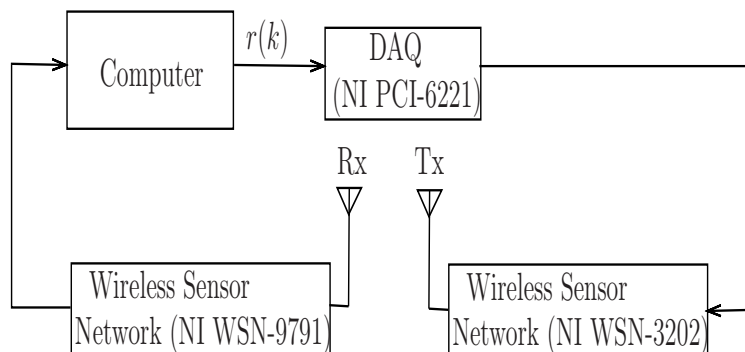 r(k)
Computer
DAQ
(NI PCI-6221)
Rx
Tx
Wireless Sensor
Network (NI WSN-9791)
Wireless Sensor
Network (NI WSN-3202)